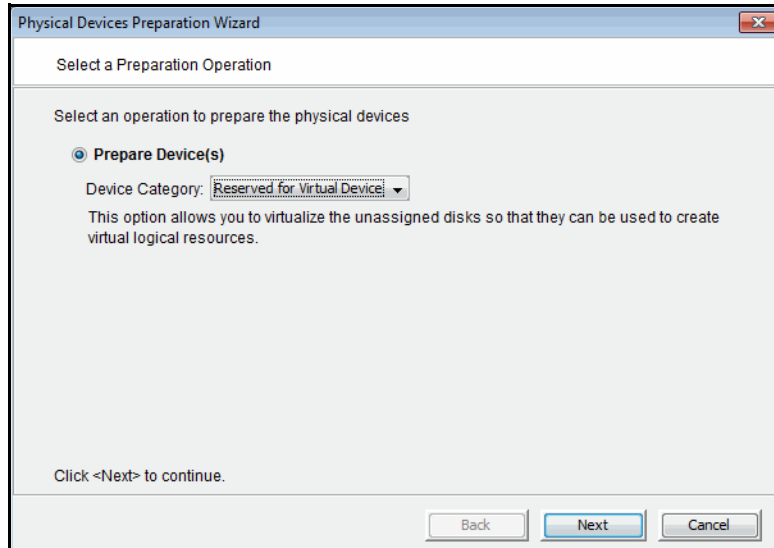 Physical Devices Preparation Wizard
Select a Preparation Operation
Select an operation to prepare the physical devices
Prepare Device(s)
Device Category: Reserved for Virtual Device
This option allows you to virtualize the unassigned disks so that they can be used to create
virtual logical resources.
Click <Next> to continue.
Back Next Cancel